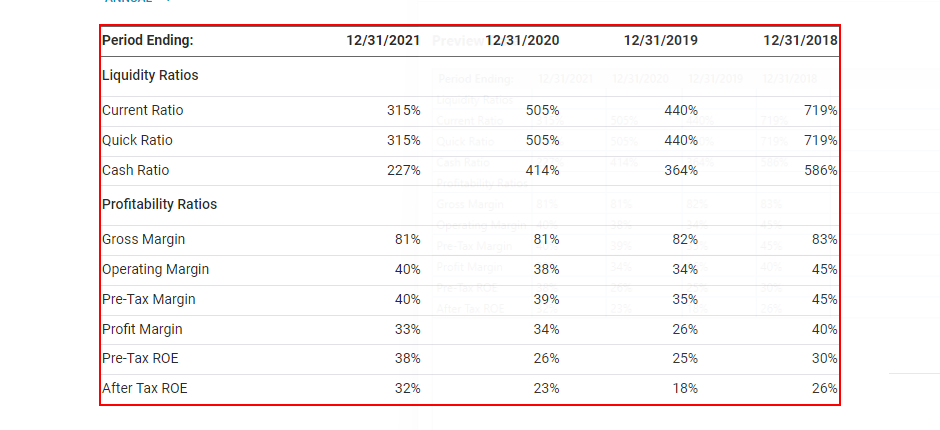 Period Ending: 12/31/2021 12/31/2020 12/31/2019 12/31/2018
Liquidity Ratios
Current Ratio 315% 505% 440% 719%
Quick Ratio 315% 505% 440% 719%
Cash Ratio 227% 414% 364% 586%
Profitability Ratios
Gross Margin 81% 81% 82% 83%
Operating Margin 40% 38% 34% 45%
Pre-Tax Margin 40% 39% 35% 45%
Profit Margin 33% 34% 26% 40%
Pre-Tax ROE 38% 26% 25% 30%
After Tax ROE 32% 23% 18% 26%